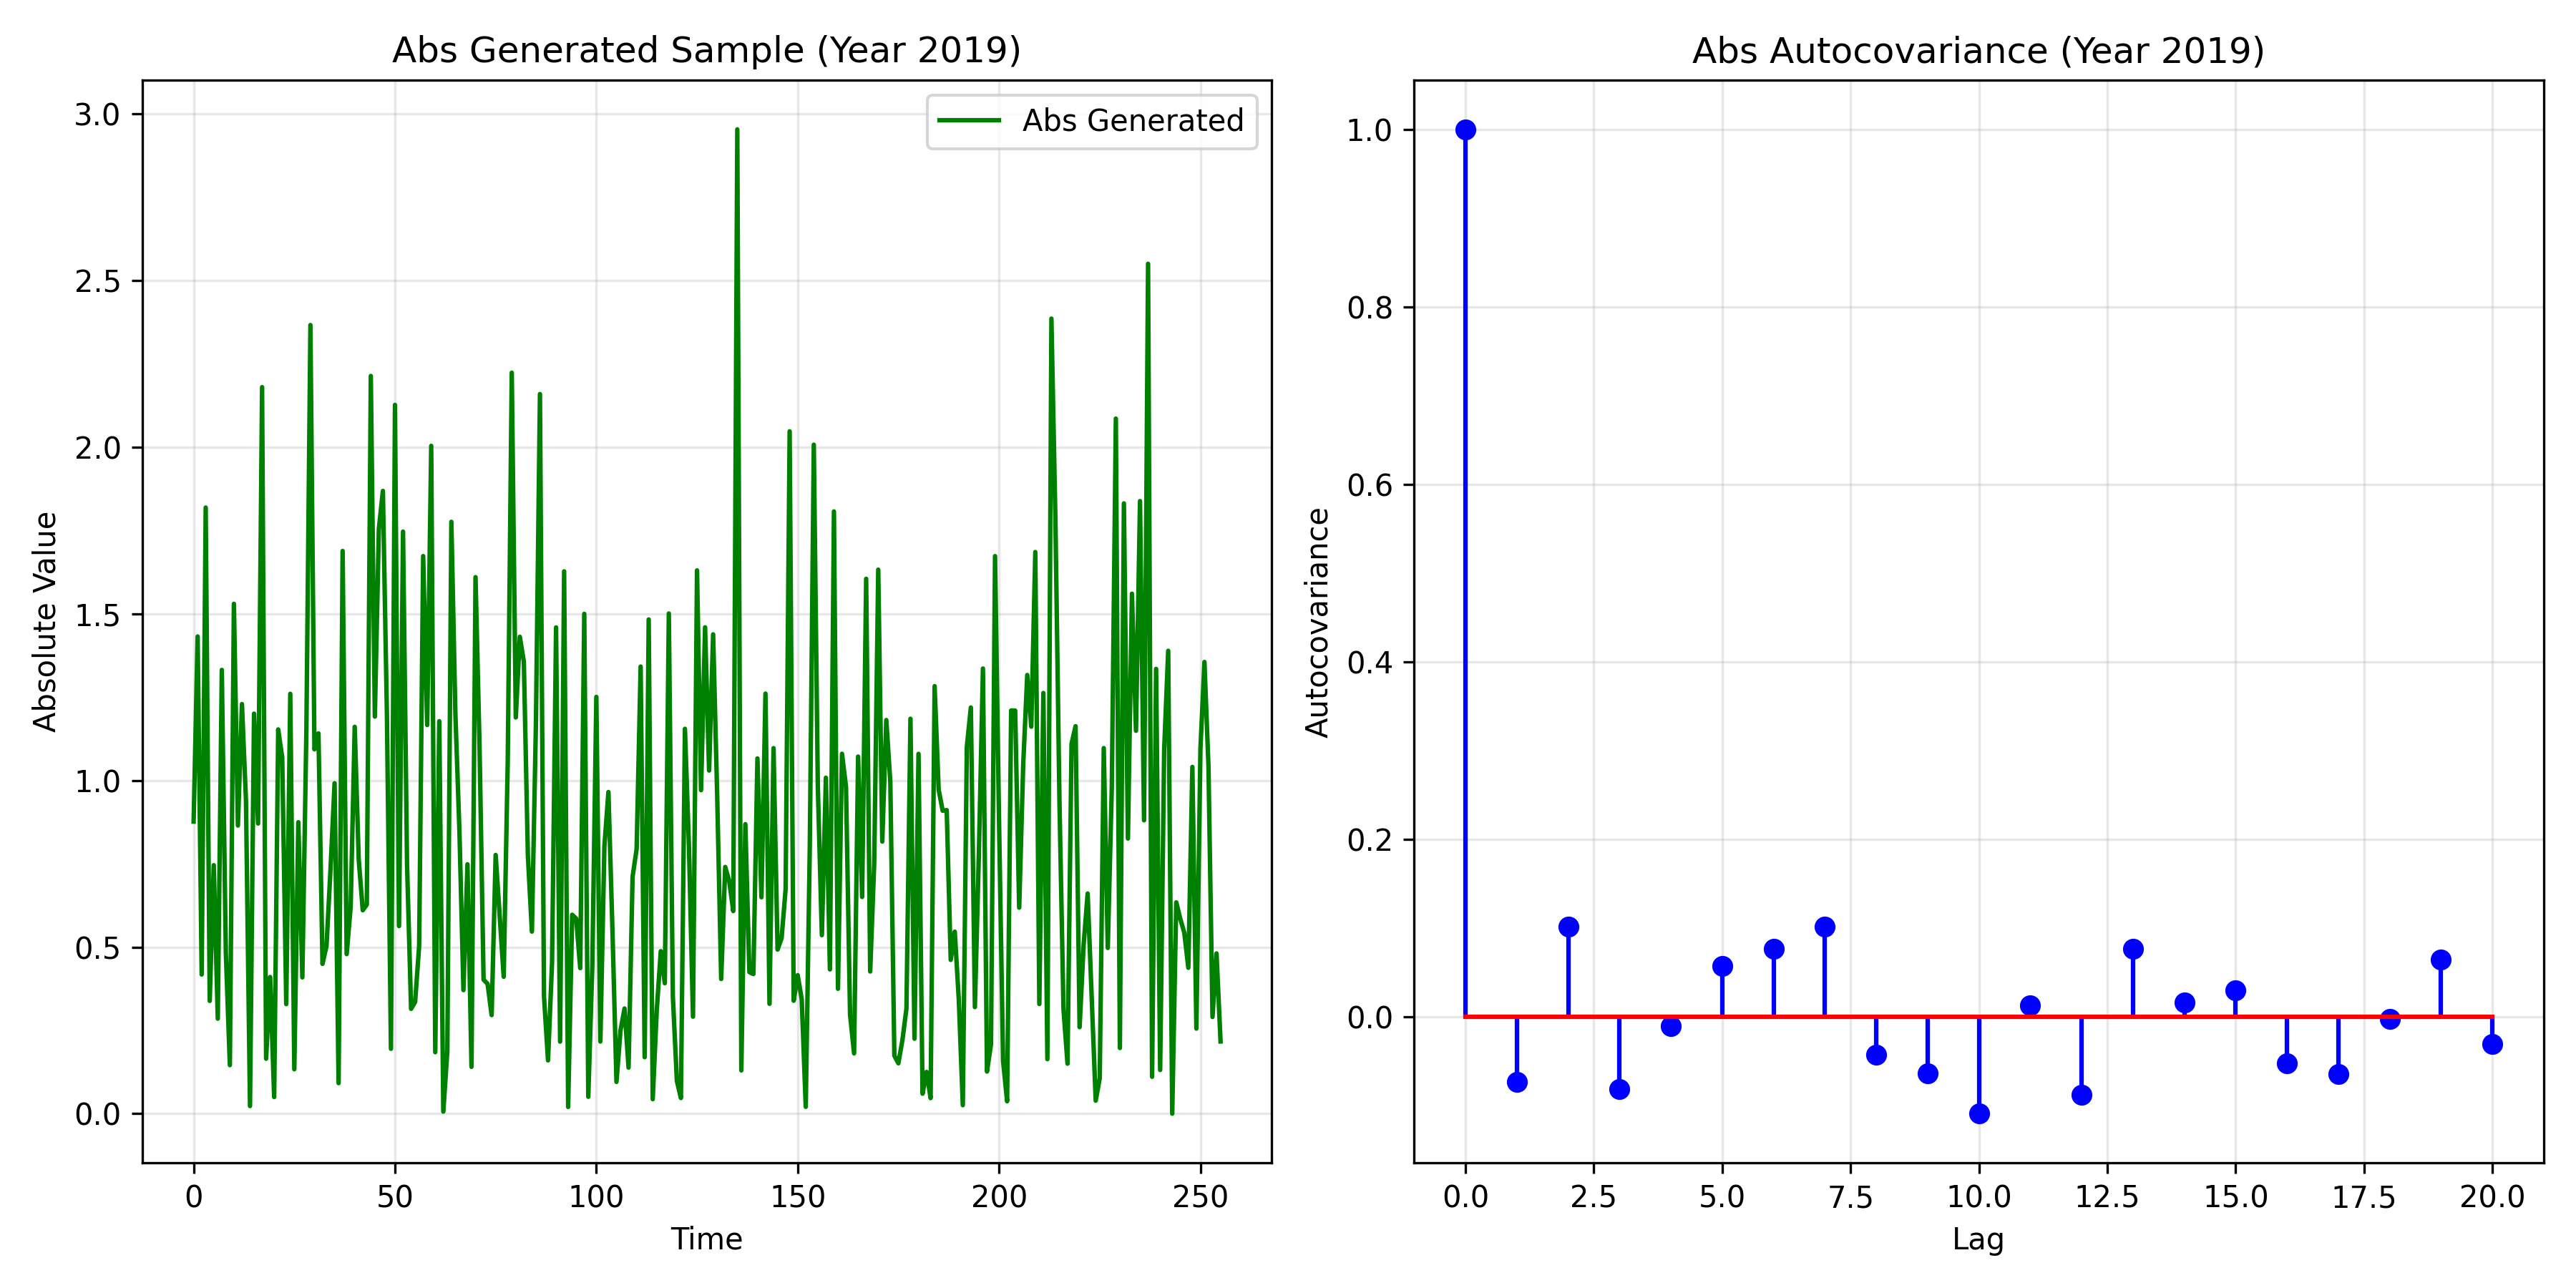 Abs Generated Sample (Year 2019)
Abs Generated
3.0
2.5
2.0
1.5
1.0
0.5
0.0
Absolute Value
0 50 100 150 200 250
Time
Abs Autocovariance (Year 2019)
1.0
0.8
0.6
0.4
0.2
0.0
Autocovariance
0.0 2.5 5.0 7.5 10.0 12.5 15.0 17.5 20.0
Lag